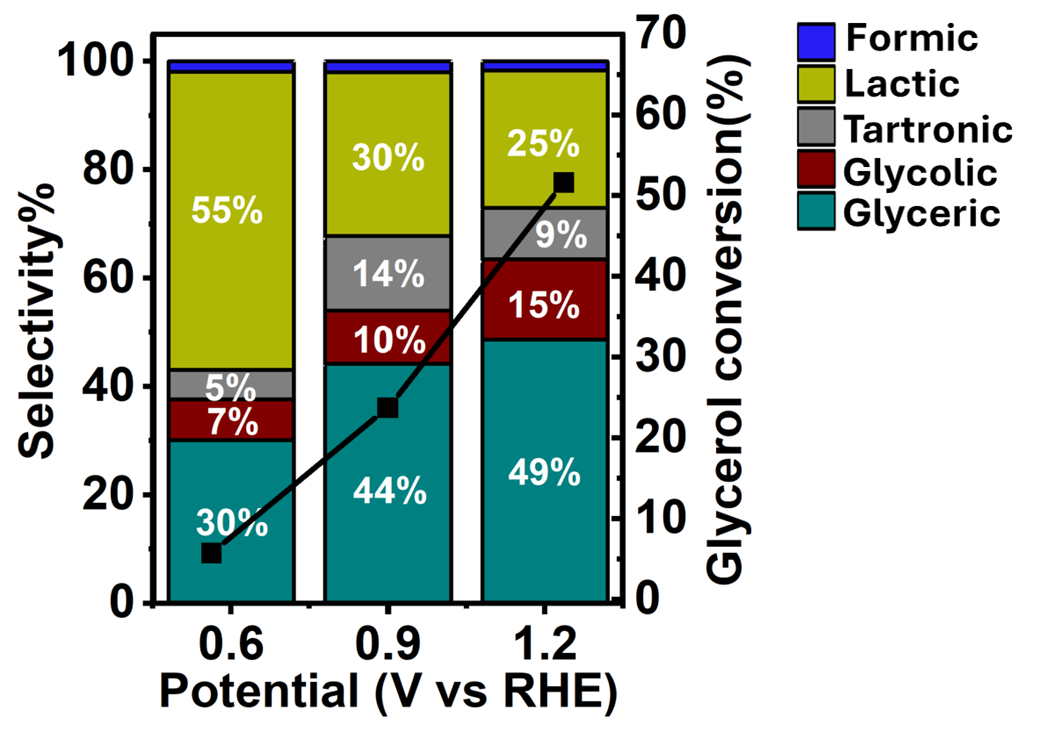 Selectivity%
100
80
60
40
20
0
55%
5%
7%
30%
30%
14%
10%
44%
25%
9%
15%
49%
70
60
50
40
30
20
10
0
Glycerol conversion(%)
0.6 0.9 1.2
Potential (V vs RHE)
Formic
Lactic
Tartronic
Glycolic
Glyceric